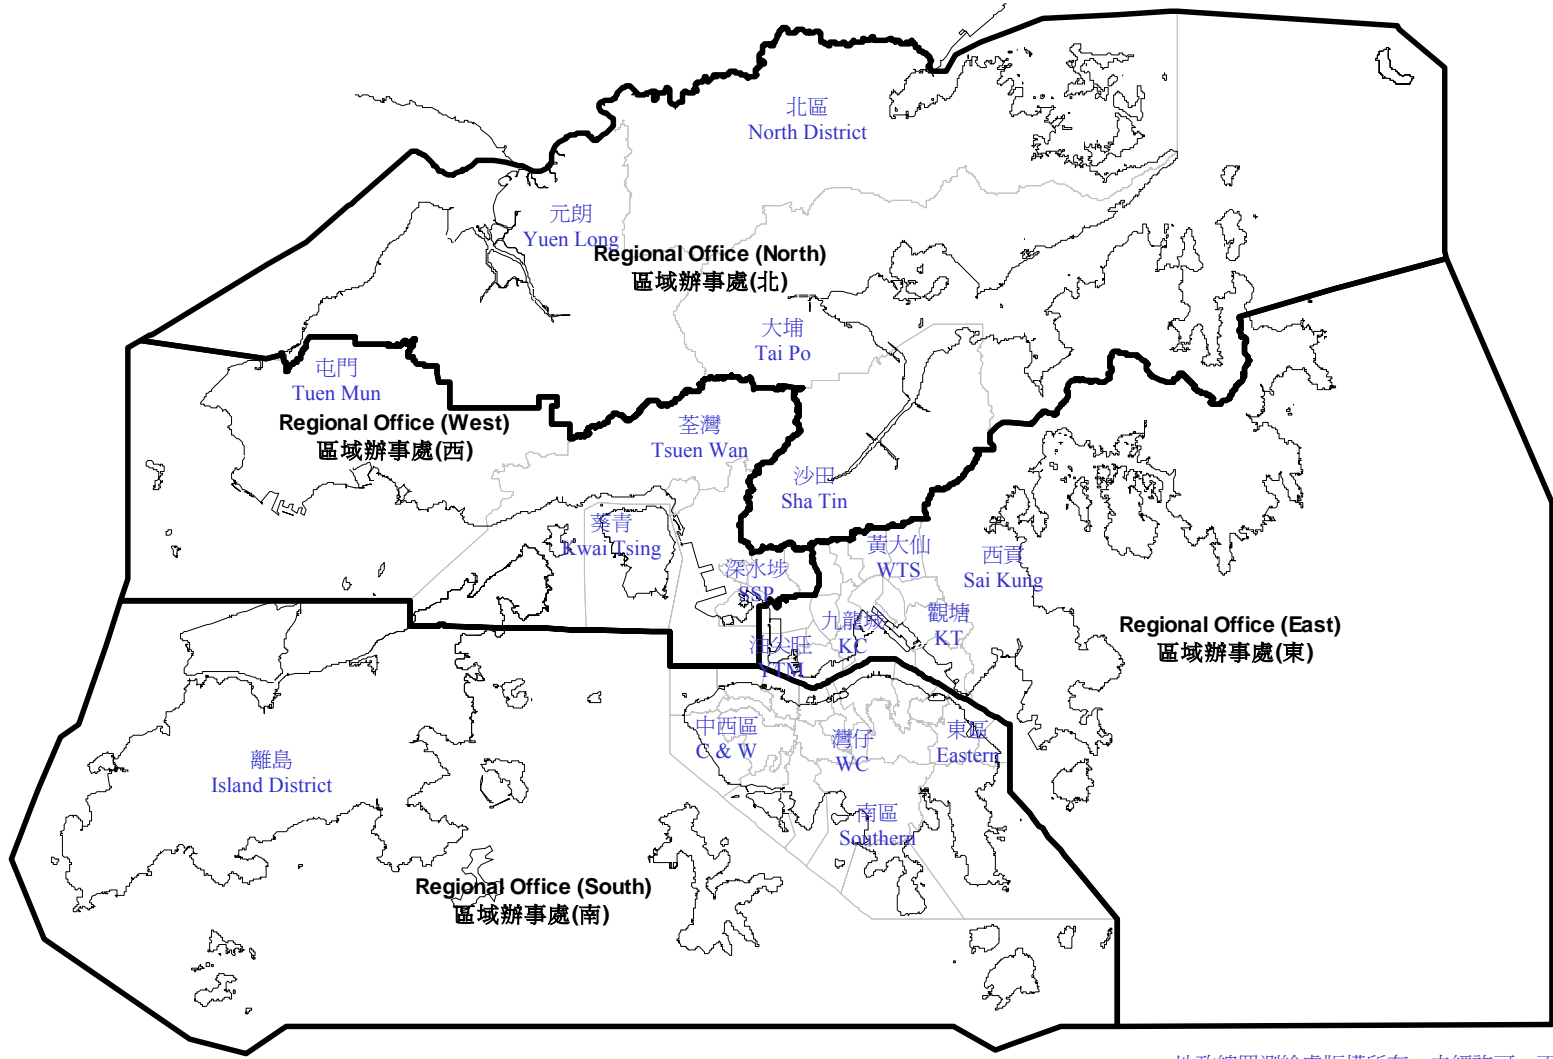 北區
North District
元朗
Yuen Long
Regional Office (North)
區域辦事處(北)
大埔
Tai Po
屯門
Tuen Mun
Regional Office (West)
區域辦事處(西)
荃灣
Tsuen Wan
沙田
Sha Tin
葵青
Kwai Tsing
深水埗
SSP
黃大仙
WTS
西貢
Sai Kung
九龍城
KC
觀塘
KT
油尖旺
YTM
Regional Office (East)
區域辦事處(東)
中西區
C & W
灣仔
WC
東區
Eastern
離島
Island District
南區
Southern
Regional Office (South)
區域辦事處(南)